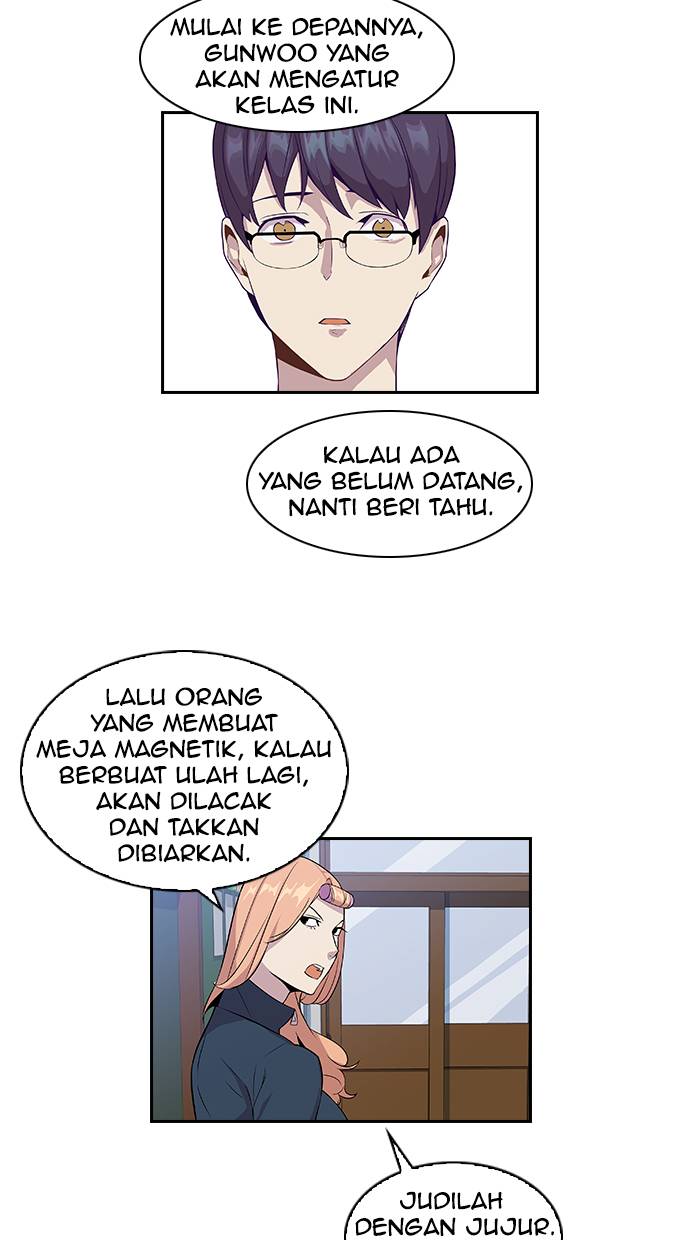 MULAI KE DEPANNYA,
GUNWOO YANG
AKAN MENGATUR
KELAS INI.
KALAU ADA
YANG BELUM DATANG,
NANTI BERI TAHU.
LALU ORANG
YANG MEMBUAT
MEJA MAGNETIK, KALAU
BERBUAT ULAH LAGI,
AKAN DILACAK
DAN TAKKAN
DIBIARKAN.
JUDILAH
DENGAN JUJUR.